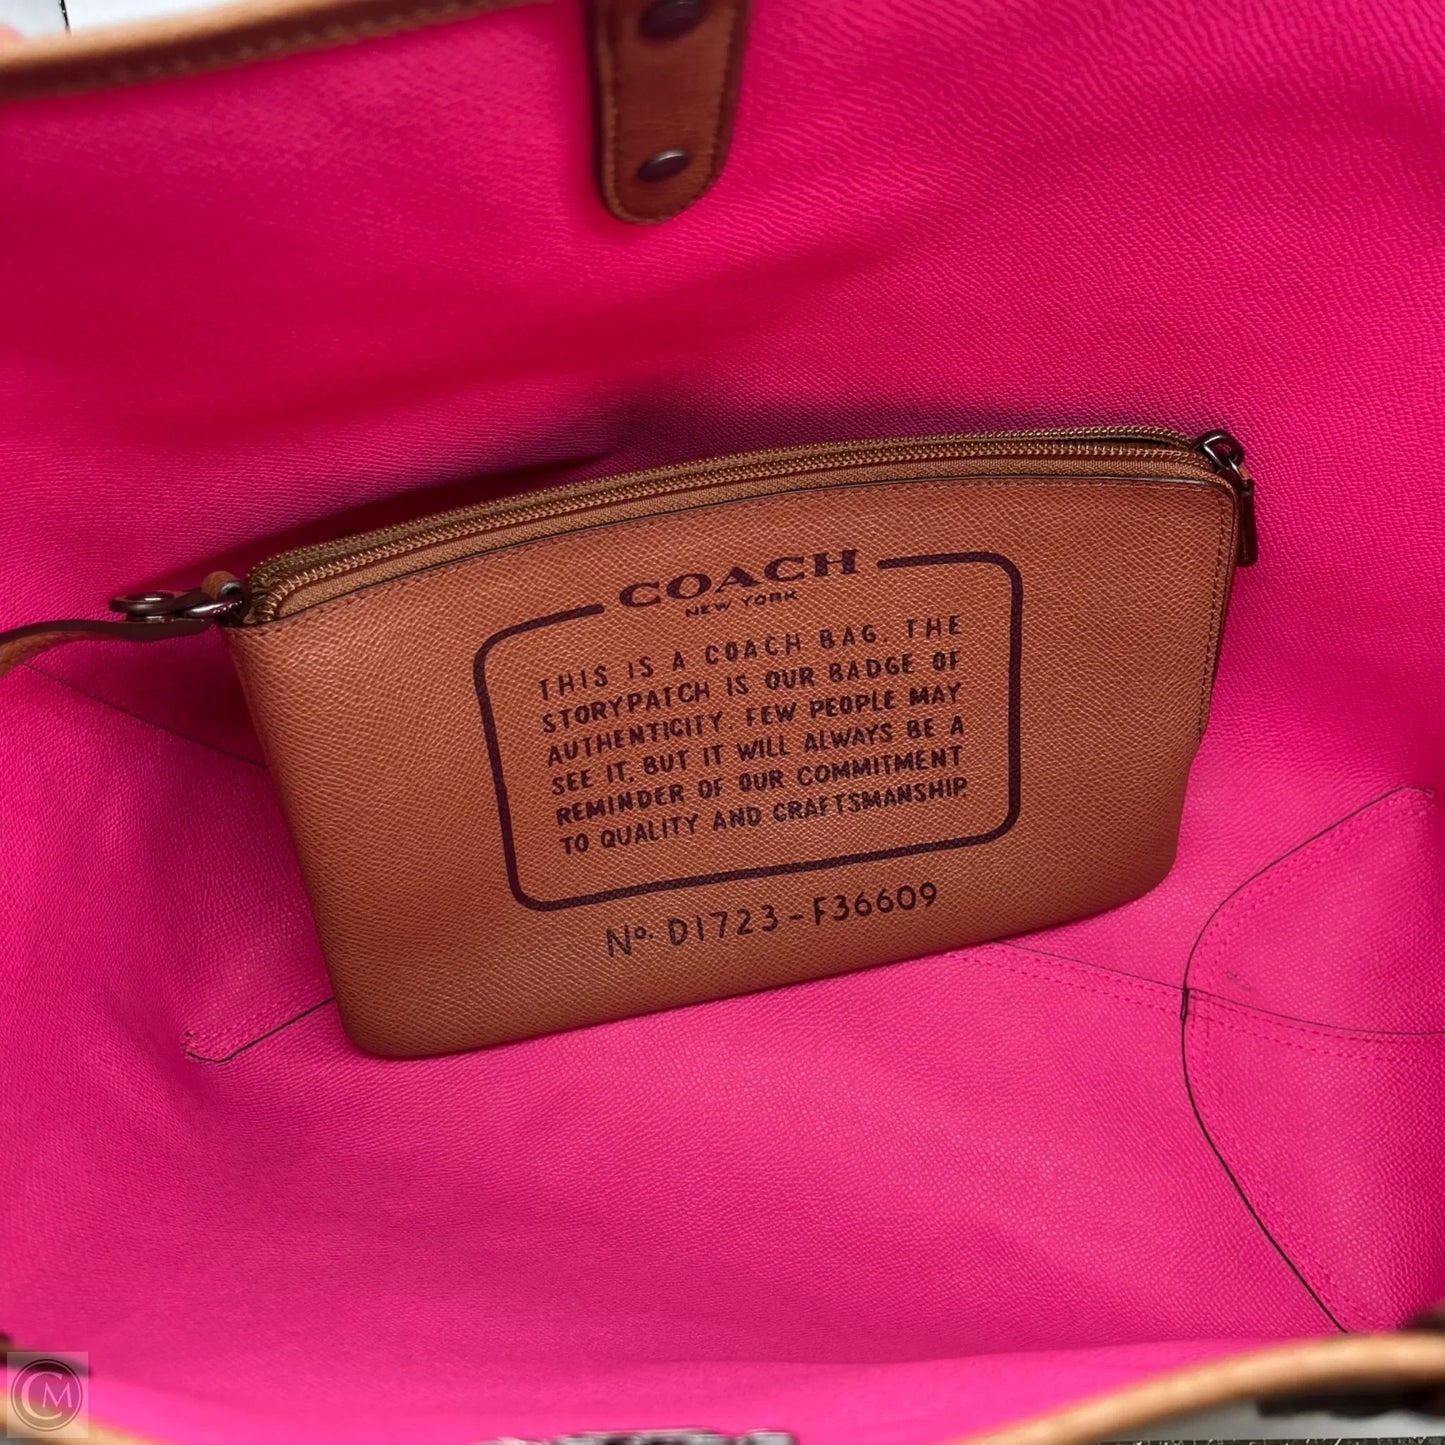 COACH
NEW YORK
THIS IS A COACH BAG. THE
STORYPATCH IS OUR BADGE OF
AUTHENTICITY. FEW PEOPLE MAY
SEE IT, BUT IT WILL ALWAYS BE A
REMINDER OF OUR COMMITMENT
TO QUALITY AND CRAFTSMANSHIP.
Nº. D1723-F36609
CM